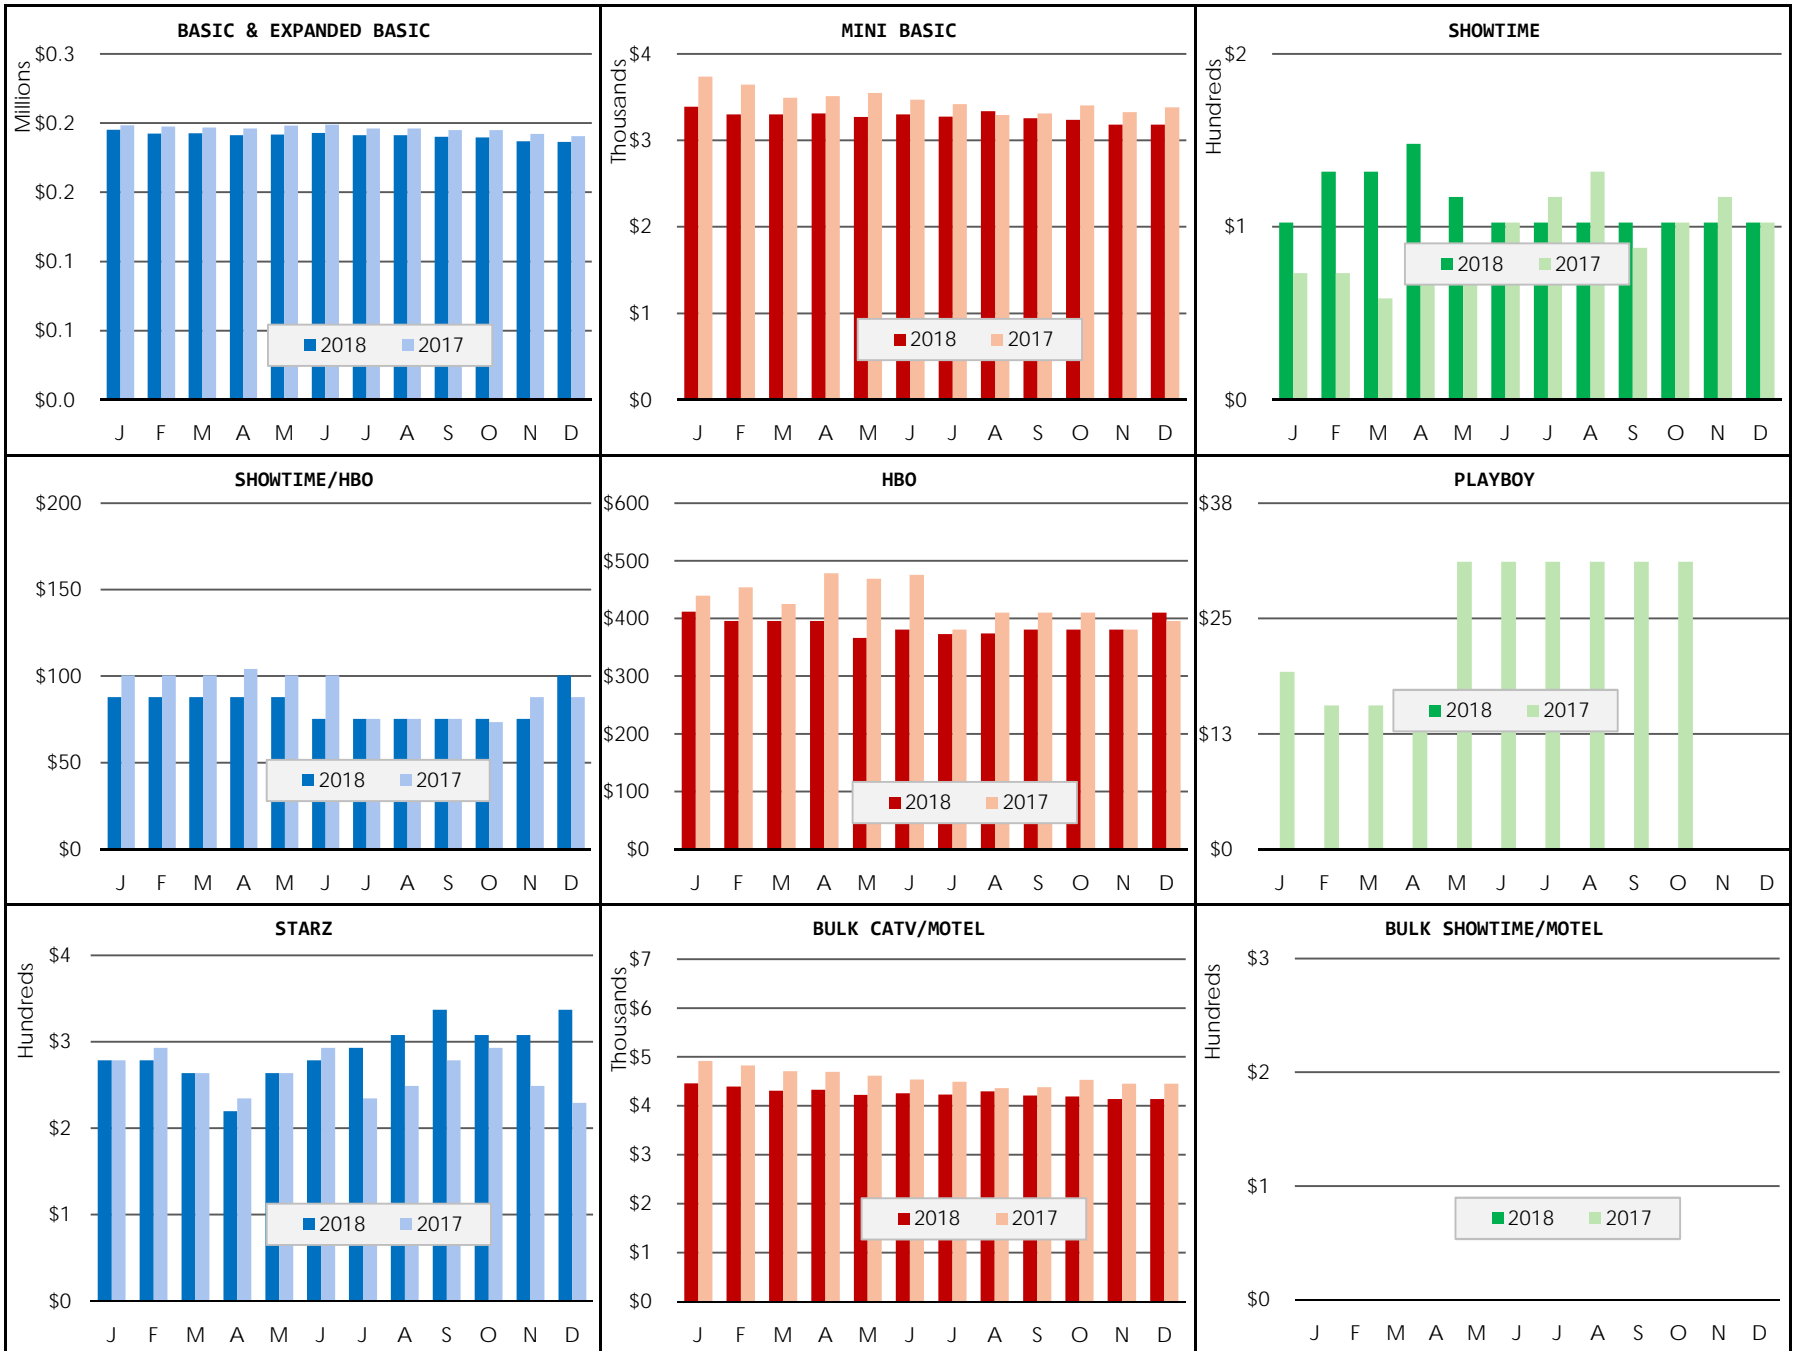 BASIC & EXPANDED BASIC
Millions
$0.3
$0.2
$0.2
$0.1
$0.1
$0.0
2018 2017
J F M A M J J A S O N D
MINI BASIC
Thousands
$4
$3
$2
$1
$0
2018 2017
J F M A M J J A S O N D
SHOWTIME
Hundreds
$2
$1
$0
2018 2017
J F M A M J J A S O N D
SHOWTIME/HBO
$200
$150
$100
$50
$0
2018 2017
J F M A M J J A S O N D
HBO
$600
$500
$400
$300
$200
$100
$0
2018 2017
J F M A M J J A S O N D
PLAYBOY
$38
$25
$13
$0
2018 2017
J F M A M J J A S O N D
STARZ
Hundreds
$4
$3
$2
$1
$0
2018 2017
J F M A M J J A S O N D
BULK CATV/MOTEL
Thousands
$7
$6
$5
$4
$3
$2
$1
$0
2018 2017
J F M A M J J A S O N D
BULK SHOWTIME/MOTEL
Hundreds
$3
$2
$1
$0
2018 2017
J F M A M J J A S O N D